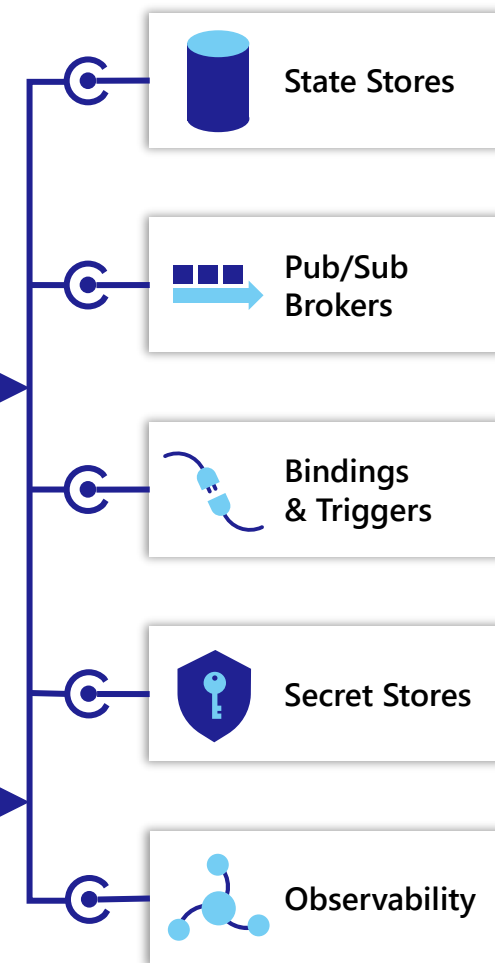 State Stores
Pub/Sub
Brokers
Bindings
& Triggers
Secret Stores
Observability